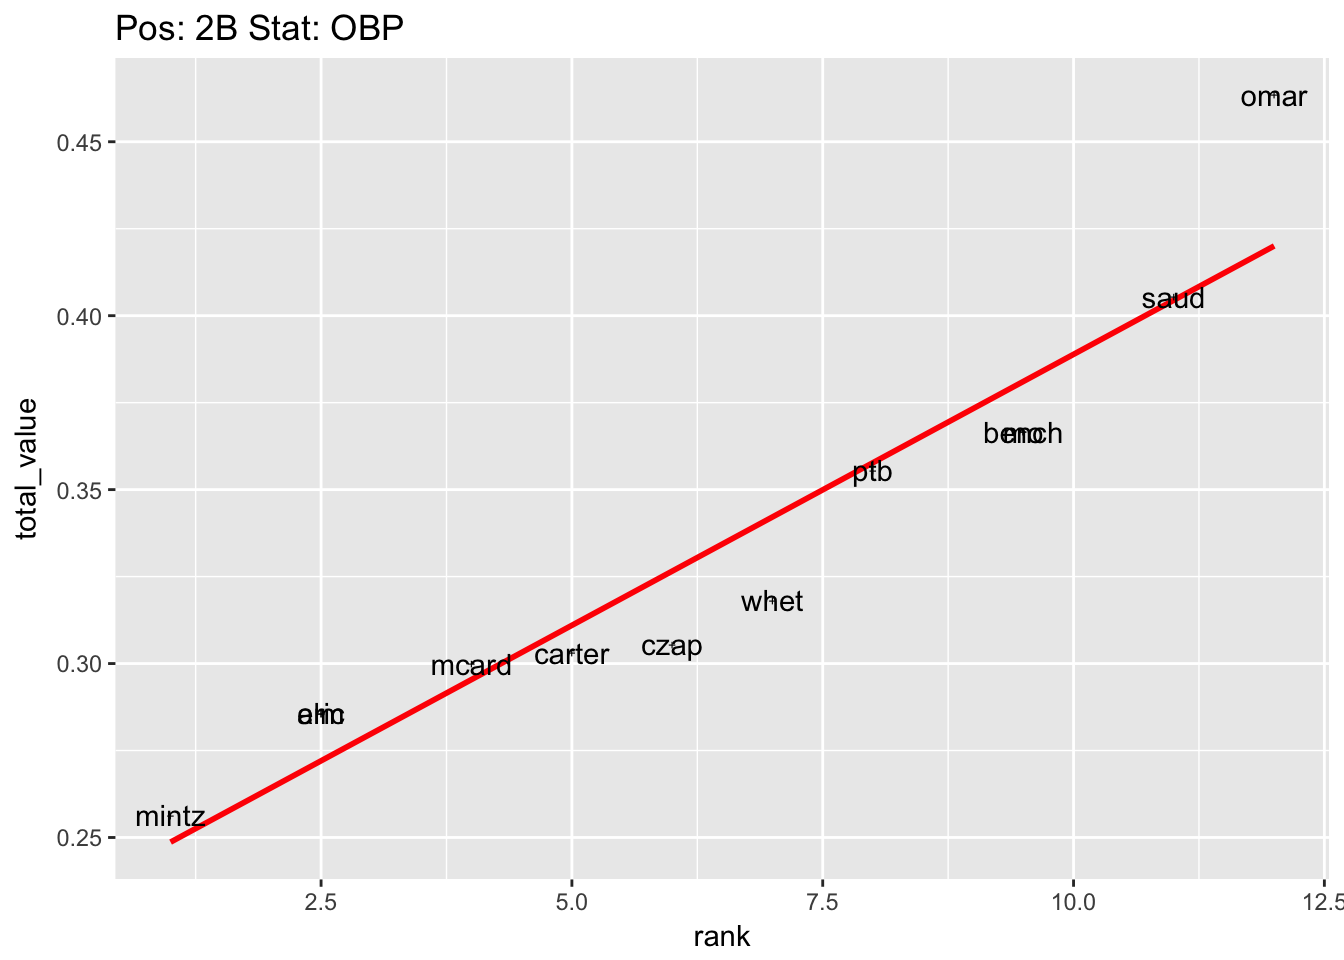 Pos: 2B Stat: OBP
omar
0.45
saud
0.40
ptb
0.35
whet
czap
carter
mcard
0.30
mintz
0.25
total_value
2.5
5.0
7.5
10.0
12.5
rank